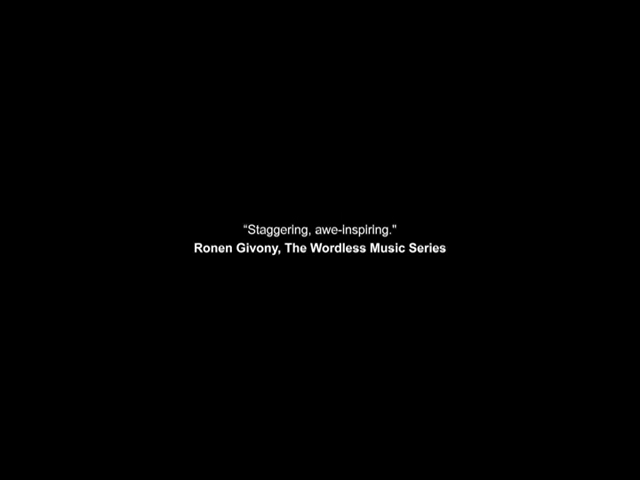 "Staggering, awe-inspiring."
Ronen Givony, The Wordless Music Series